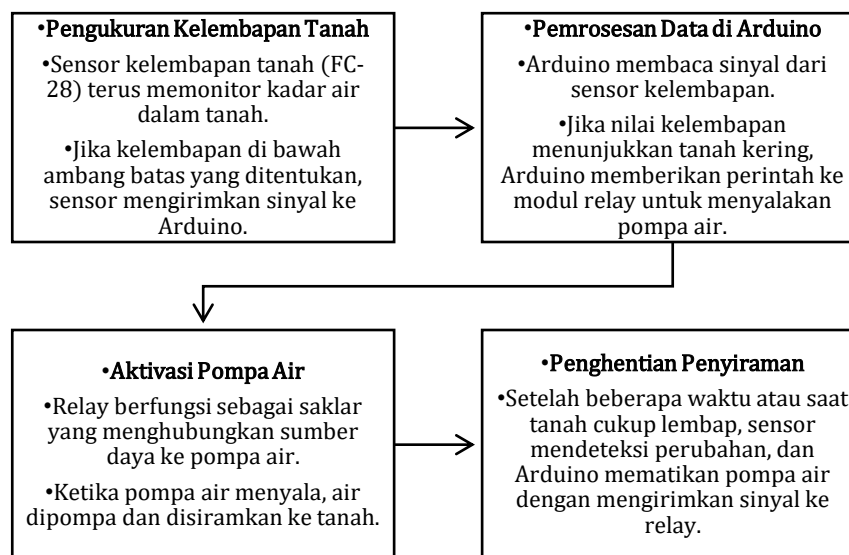 •Pengukuran Kelembapan Tanah
•Sensor kelembapan tanah (FC-
28) terus memonitor kadar air
dalam tanah.
•Jika kelembapan di bawah
ambang batas yang ditentukan,
sensor mengirimkan sinyal ke
Arduino.
•Pemrosesan Data di Arduino
•Arduino membaca sinyal dari
sensor kelembapan.
•Jika nilai kelembapan
menunjukkan tanah kering,
Arduino memberikan perintah ke
modul relay untuk menyalakan
pompa air.
•Aktivasi Pompa Air
•Relay berfungsi sebagai saklar
yang menghubungkan sumber
daya ke pompa air.
•Ketika pompa air menyala, air
dipompa dan disiramkan ke tanah.
•Penghentian Penyiraman
•Setelah beberapa waktu atau saat
tanah cukup lembap, sensor
mendeteksi perubahan, dan
Arduino mematikan pompa air
dengan mengirimkan sinyal ke
relay.